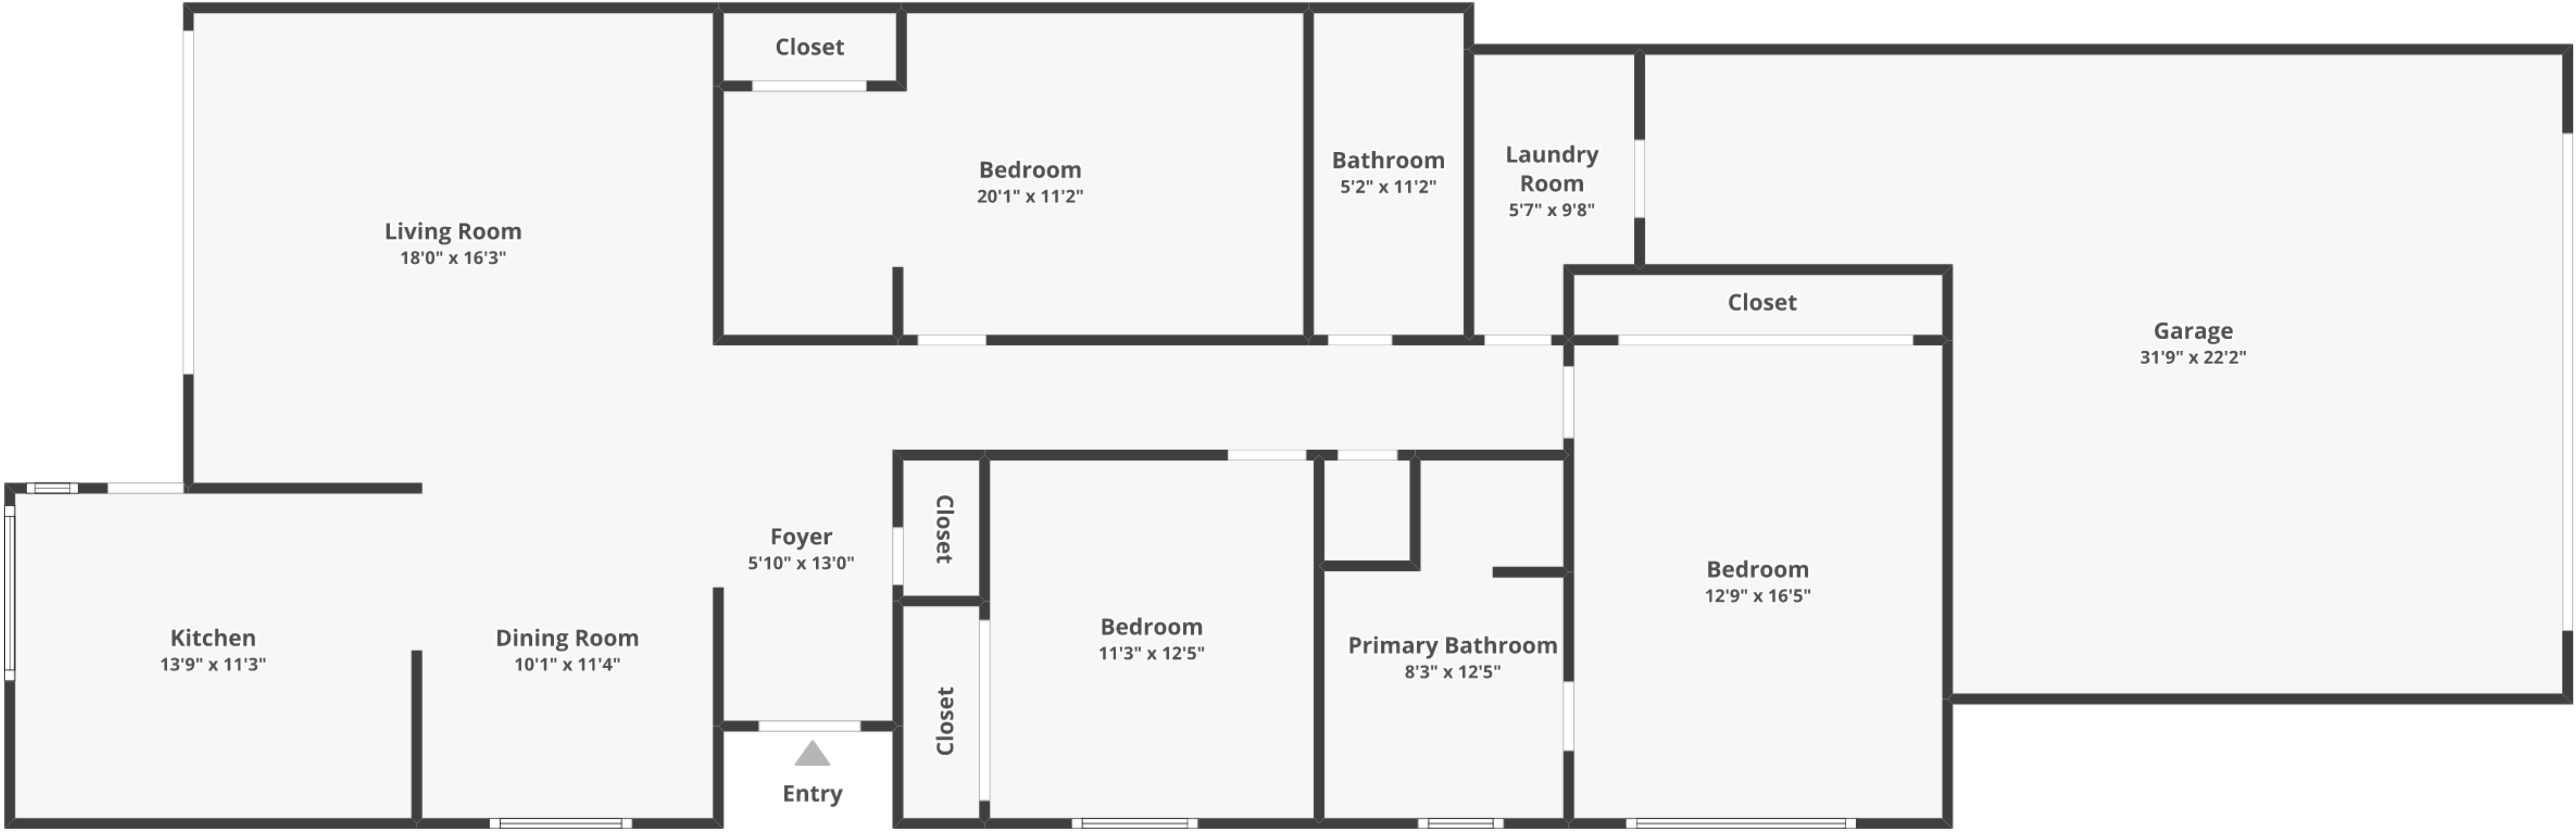 Closet
Bedroom
20'1" x 11'2"
Bathroom
5'2" x 11'2"
Laundry
Room
5'7" x 9'8"
Living Room
18'0" x 16'3"
Closet
Garage
31'9" x 22'2"
Closet
Foyer
5'10" x 13'0"
Bedroom
12'9" x 16'5"
Kitchen
13'9" x 11'3"
Dining Room
10'1" x 11'4"
Bedroom
11'3" x 12'5"
Primary Bathroom
8'3" x 12'5"
Closet
Entry